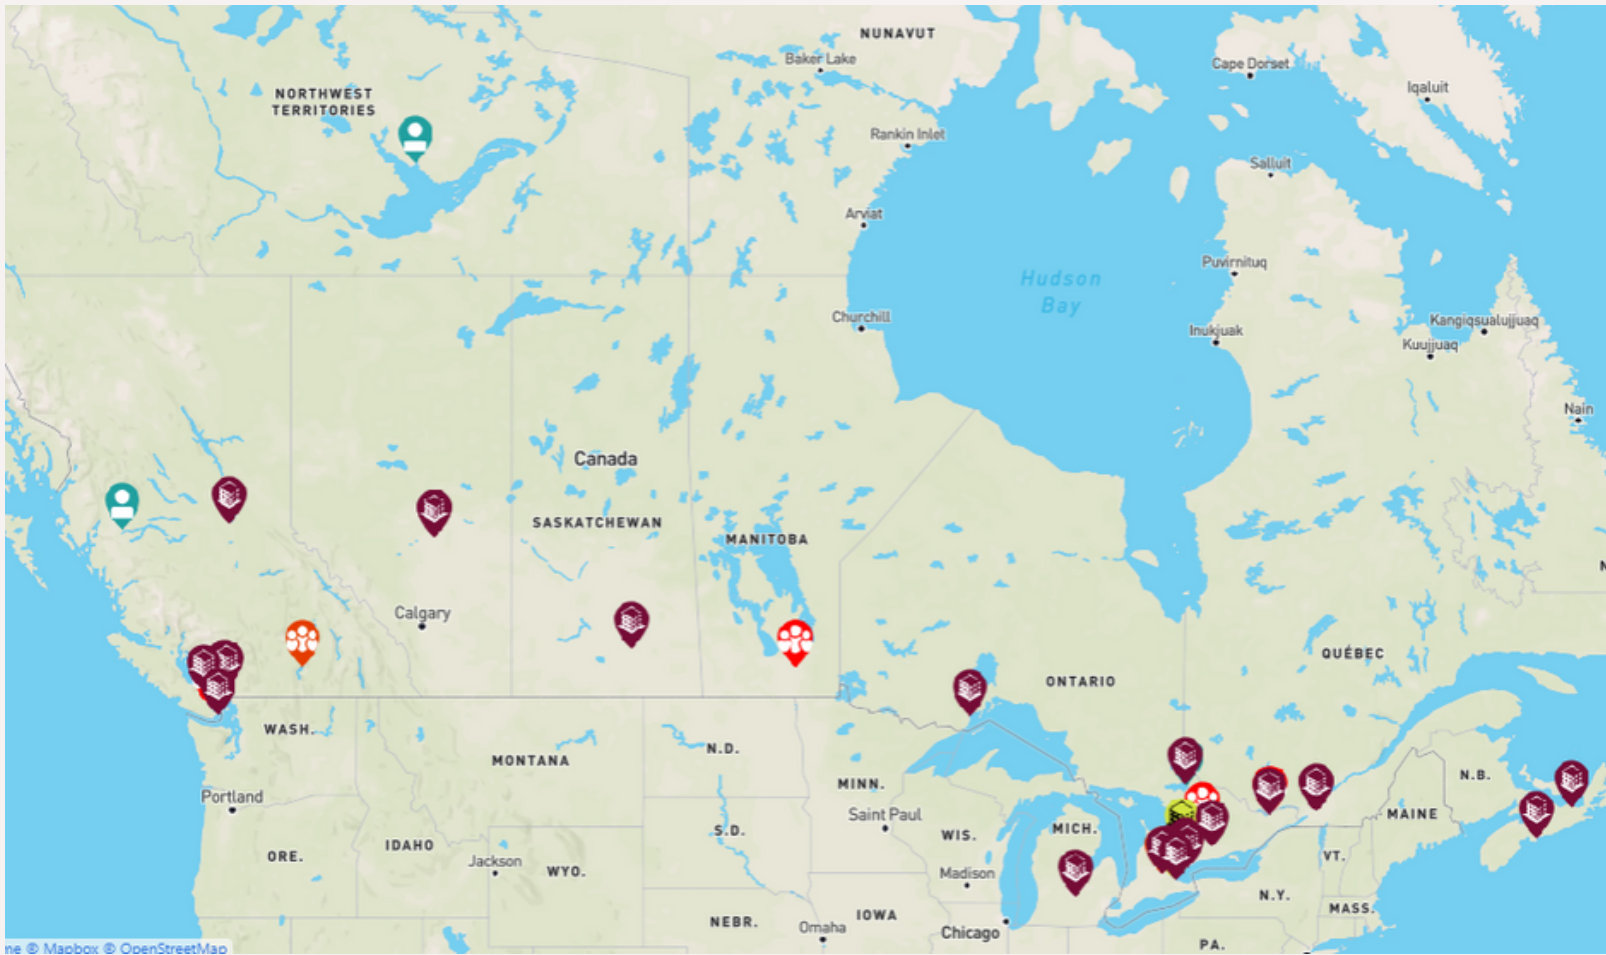 NUNAVUT
Baker Lake
Cape Dorset
Iqaluit
NORTHWEST
TERRITORIES
Rankin Inlet
Salluit
Arviat
Puvirnituq
Hudson
Bay
Churchill
Inukjuak
Kangiqsualujjuaq
Kuujjuaq
Nain
Canada
SASKATCHEWAN
MANITOBA
N
Calgary
QUÉBEC
ONTARIO
WASH.
N.D.
MONTANA
N.B.
MINN.
Portland
Saint Paul
MAINE
S.D.
WIS.
MICH.
IDAHO
ORE.
VT.
Jackson
WYO.
Madison
N.Y.
MASS.
NEBR.
IOWA
Omaha
Chicago
PA.
me © Mapbox © OpenStreetMap